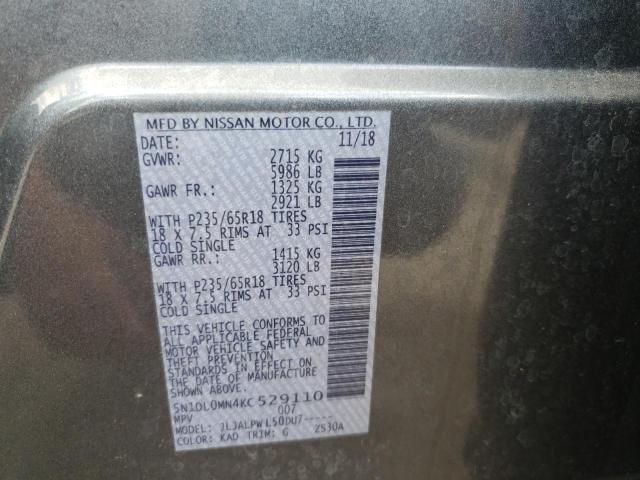 MFD BY NISSAN MOTOR CO., LTD.
DATE: 11/18
GVWR: 2715 KG
5986 LB
GAWR FR.: 1325 KG
2921 LB
WITH P235/65R18 TIRES
18 X 7.5 RIMS AT 33 PSI
COLD SINGLE
GAWR RR.: 1415 KG
3120 LB
WITH P235/65R18 TIRES
18 X 7.5 RIMS AT 33 PSI
COLD SINGLE
THIS VEHICLE CONFORMS TO
ALL APPLICABLE FEDERAL
MOTOR VEHICLE SAFETY AND
THEFT PREVENTION
STANDARDS IN EFFECT ON
THE DATE OF MANUFACTURE
5N1DL0MN4KC529110
MPV 007
MODEL: JLJALPWL50DU7-----
COLOR: KAD TRIM: G ZS30A